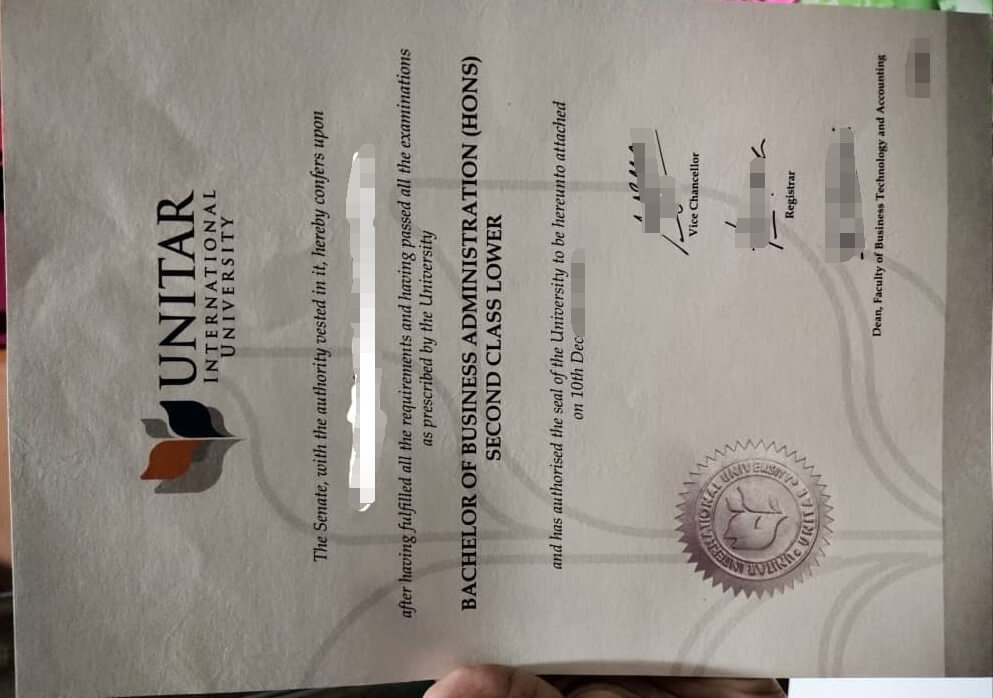 UNITAR
INTERNATIONAL
UNIVERSITY
The Senate, with the authority vested in it, hereby confers upon
after having fulfilled all the requirements and having passed all the examinations
as prescribed by the University
BACHELOR OF BUSINESS ADMINISTRATION (HONS)
SECOND CLASS LOWER
and has authorised the seal of the University to be hereunto attached
on 10th Dec
Vice Chancellor
Registrar
Dean, Faculty of Business Technology and Accounting
UNITAR INTERNATIONAL UNIVERSITY